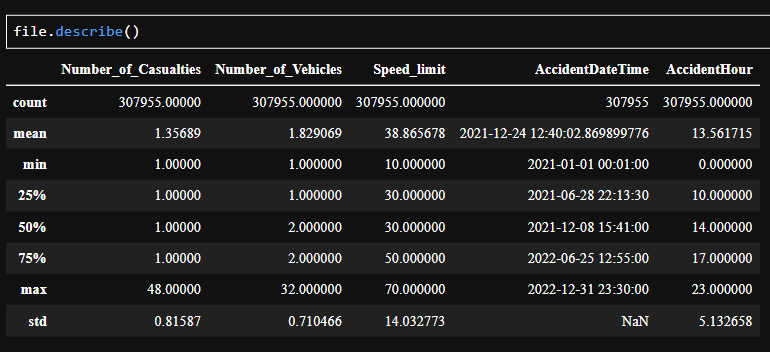 file.describe()
Number_of_Casualties Number_of_Vehicles Speed_limit AccidentDateTime AccidentHour
count 307955.00000 307955.000000 307955.000000 307955 307955.000000
mean 1.35689 1.829069 38.865678 2021-12-24 12:40:02.869899776 13.561715
min 1.00000 1.000000 10.000000 2021-01-01 00:01:00 0.000000
25% 1.00000 1.000000 30.000000 2021-06-28 22:13:30 10.000000
50% 1.00000 2.000000 30.000000 2021-12-08 15:41:00 14.000000
75% 1.00000 2.000000 50.000000 2022-06-25 12:55:00 17.000000
max 48.00000 32.000000 70.000000 2022-12-31 23:30:00 23.000000
std 0.81587 0.710466 14.032773 NaN 5.132658